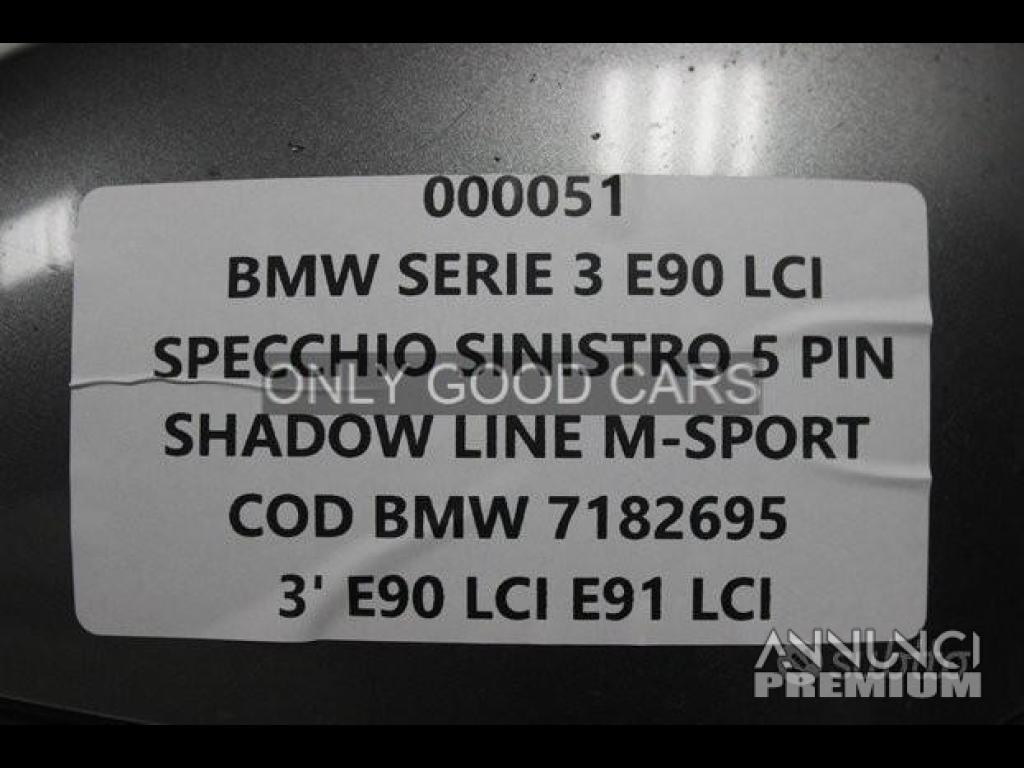 000051
BMW SERIE 3 E90 LCI
SPECCHIO SINISTRO 5 PIN
ONLY GOOD CARS
SHADOW LINE M-SPORT
COD BMW 7182695
3' E90 LCI E91 LCI
ANNUNCI
PREMIUM